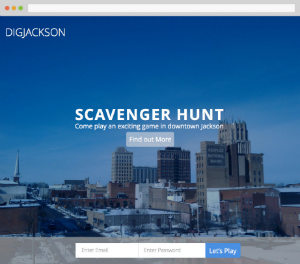 DIGJACKSON
SCAVENGER HUNT
Come play an exciting game in downtown Jackson
Find out More
Enter Email
Enter Password
Let's Play